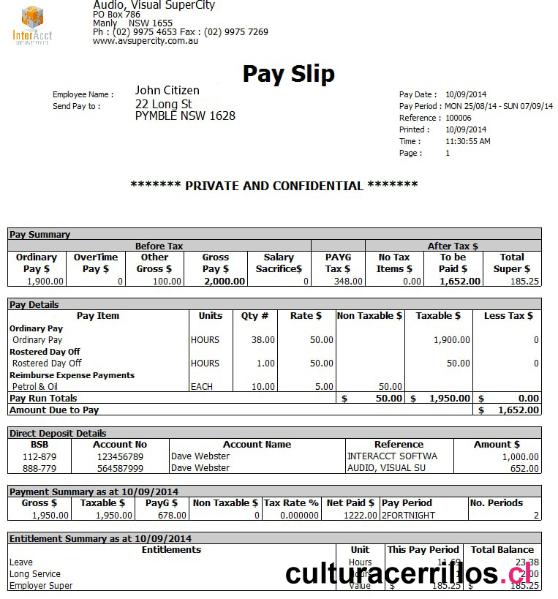 InterAcct
Audio, Visual SuperCity
PO Box 786
Manly NSW 1655
Ph : (02) 9975 4653 Fax : (02) 9975 7269
www.avsupercity.com.au
Pay Slip
Employee Name : John Citizen
Send Pay to : 22 Long St
PYMBLE NSW 1628
Pay Date : 10/09/2014
Pay Period : MON 25/08/14 - SUN 07/09/14
Reference : 100006
Printed : 10/09/2014
Time : 11:30:55 AM
Page : 1
******* PRIVATE AND CONFIDENTIAL *******
Pay Summary
Before Tax After Tax $
Ordinary Pay $ OverTime Pay $ Other Gross $ Gross Pay $ Salary Sacrifice$ PAYG Tax $ No Tax Items $ To be Paid $ Total Super $
1,900.00 0 100.00 2,000.00 0 348.00 0.00 1,652.00 185.25
Pay Details
Pay Item Units Qty # Rate $ Non Taxable $ Taxable $ Less Tax $
Ordinary Pay
Ordinary Pay HOURS 38.00 50.00 1,900.00 0
Rostered Day Off
Rostered Day Off HOURS 1.00 50.00 50.00 0
Reimburse Expense Payments
Petrol & Oil EACH 10.00 5.00 50.00
Pay Run Totals $ 50.00 $ 1,950.00 $ 0.00
Amount Due to Pay $ 1,652.00
Direct Deposit Details
BSB Account No Account Name Reference Amount $
112-879 123456789 Dave Webster INTERACCT SOFTWA 1,000.00
888-779 564587999 Dave Webster AUDIO, VISUAL SU 652.00
Payment Summary as at 10/09/2014
Gross $ Taxable $ PayG $ Non Taxable $ Tax Rate % Net Paid $ Pay Period No. Periods
1,950.00 1,950.00 678.00 0 0.000000 1222.00 2FORTNIGHT 2
Entitlement Summary as at 10/09/2014
Entitlements Unit This Pay Period Total Balance
Leave Hours 23.38
Long Service
Employer Super Value $ 185.25 $ 185.25
culturacerrillos.cl